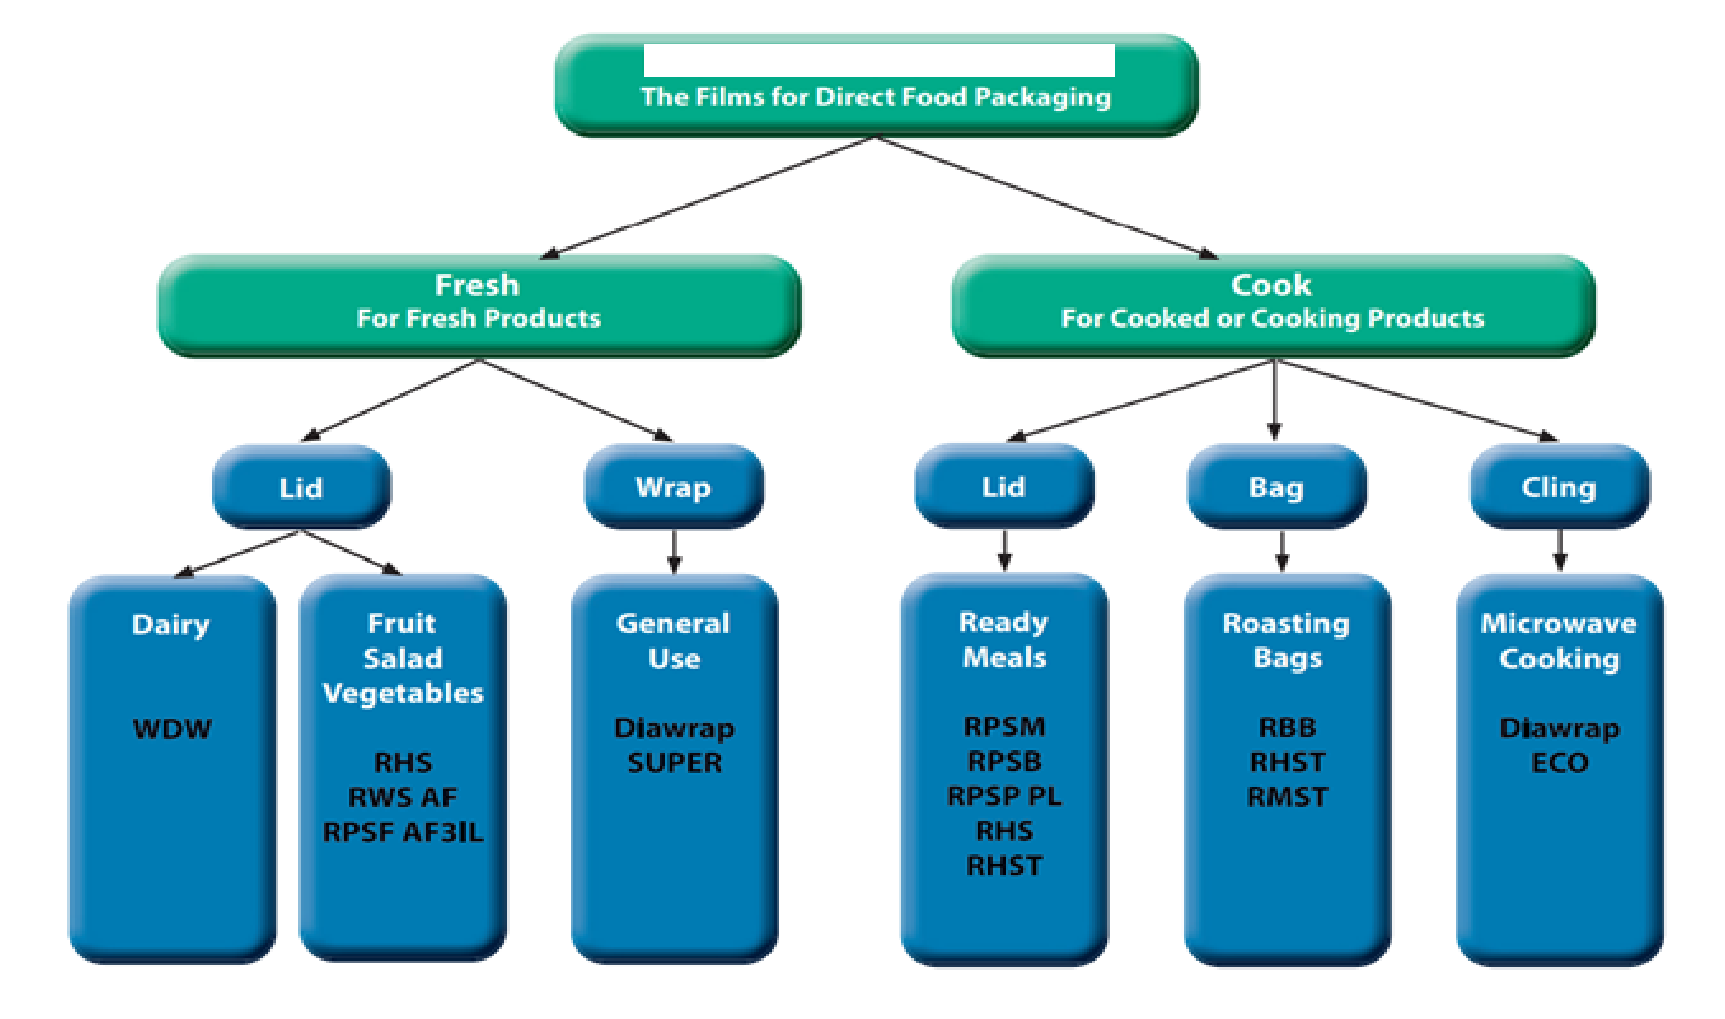 The Films for Direct Food Packaging
Fresh
For Fresh Products
Cook
For Cooked or Cooking Products
Lid
Wrap
Lid
Bag
Cling
Dairy
WDW
Fruit
Salad
Vegetables
RHS
RWS AF
RPSF AF3lL
General
Use
Diawrap
SUPER
Ready
Meals
RPSM
RPSB
RPSP PL
RHS
RHST
Roasting
Bags
RBB
RHST
RMST
Microwave
Cooking
Diawrap
ECO